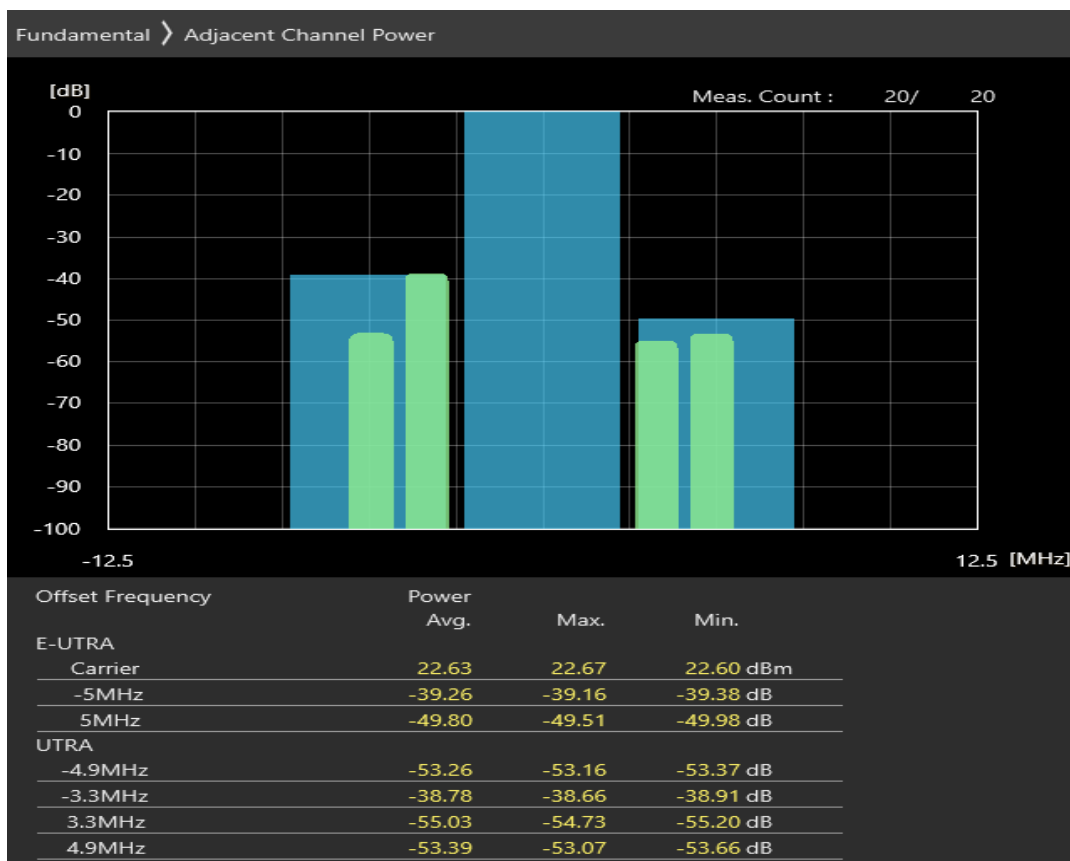 Fundamental 〉 Adjacent Channel Power
[dB]
Meas. Count : 20/ 20
0
-10
-20
-30
-40
-50
-60
-70
-80
-90
-100
-12.5 12.5 [MHz]
Offset Frequency Power
Avg. Max. Min.
E-UTRA
Carrier 22.63 22.67 22.60 dBm
-5MHz -39.26 -39.16 -39.38 dB
5MHz -49.80 -49.51 -49.98 dB
UTRA
-4.9MHz -53.26 -53.16 -53.37 dB
-3.3MHz -38.78 -38.66 -38.91 dB
3.3MHz -55.03 -54.73 -55.20 dB
4.9MHz -53.39 -53.07 -53.66 dB